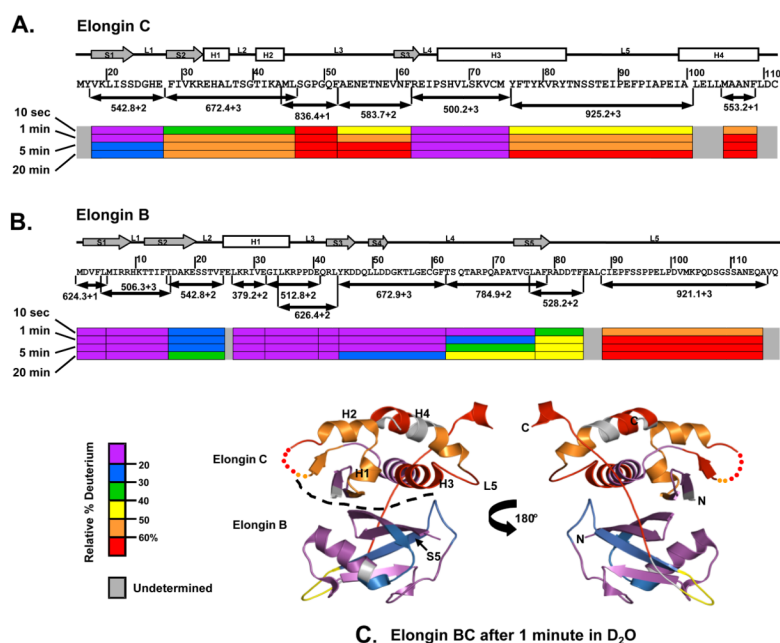 A. Elongin C
S1 L1 S2 H1 L2 H2 L3 S3 L4 H3 L5 H4
20 30 40 50 60 70 80 90 100 110
MYVKLISSDGHEFIVKREHALTSGTIKAMLSGPGQFAENETNEVNFREIPSHVLSKVCMYFTYKVRYTNSSTEIPEFPIAPEIALELLMAANFLDC
542.8+2 672.4+3 836.4+1 583.7+2 500.2+3 925.2+3 553.2+1
10 sec
1 min
5 min
20 min
B. Elongin B
S1 L1 S2 L2 H1 L3 S3 S4 L4 S5 L5
10 20 30 40 50 60 70 80 90 100 110
MDVFLMIRRHKTTIFTDAKESSTVFELKRIVEGILKRPPDEQRLYKDDQLLDDGKTLGECGFTSQTARPQAPATVGLAFRADDTFEALCIEPFSSPPELPDVMKPQDSGSSANEQAVQ
624.3+1 506.3+3 542.8+2 379.2+2 512.8+2 626.4+2 672.9+3 784.9+2 528.2+2 921.1+3
10 sec
1 min
5 min
20 min
Relative % Deuterium
20
30
40
50
60%
Undetermined
Elongin C
Elongin B
H2 H4 H1 H3 L5 S5
180°
C C N N
C. Elongin BC after 1 minute in D2O